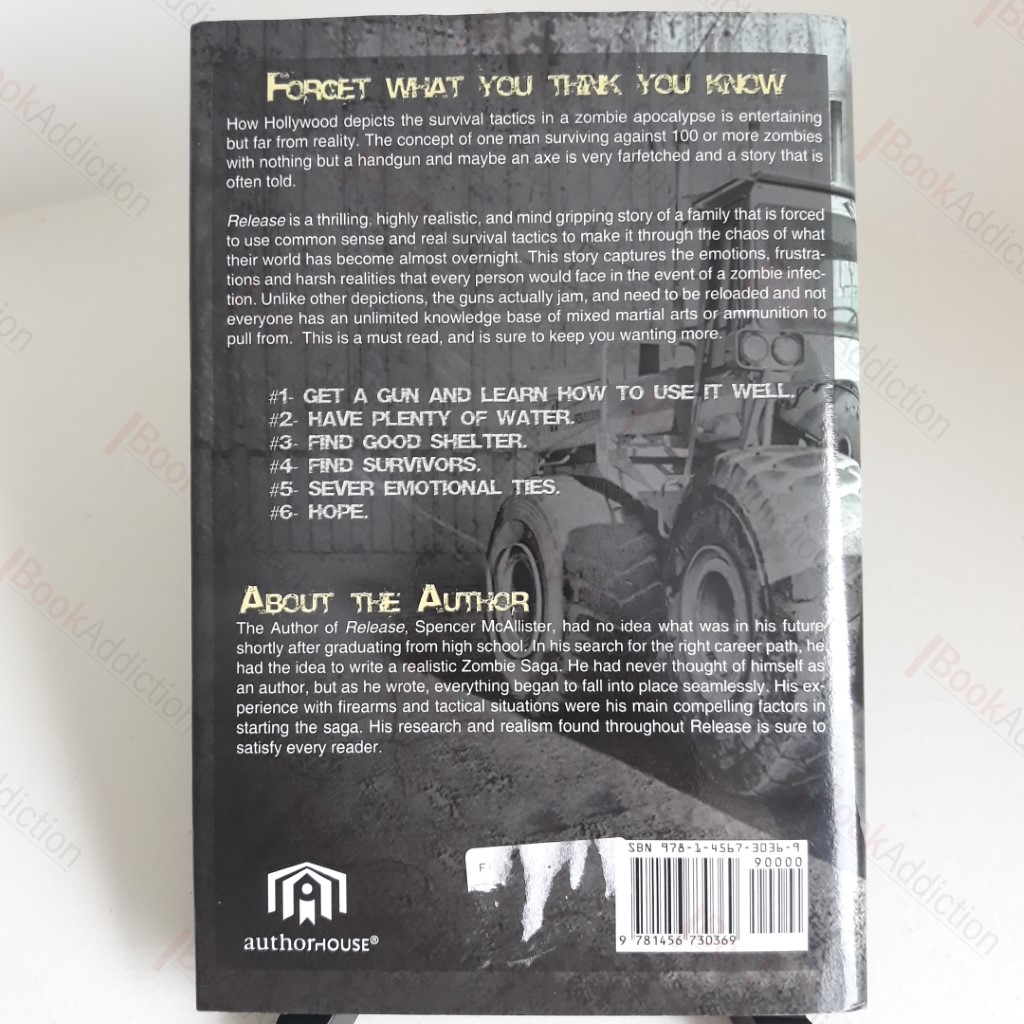 FORGET WHAT YOU THINK YOU KNOW
How Hollywood depicts the survival tactics in a zombie apocalypse is entertaining
but far from reality. The concept of one man surviving against 100 or more zombies
with nothing but a handgun and maybe an axe is very farfetched and a story that is
often told.
Release is a thrilling, highly realistic, and mind gripping story of a family that is forced
to use common sense and real survival tactics to make it through the chaos of what
their world has become almost overnight. This story captures the emotions, frustra-
tions and harsh realities that every person would face in the event of a zombie infec-
tion. Unlike other depictions, the guns actually jam, and need to be reloaded and not
everyone has an unlimited knowledge base of mixed martial arts or ammunition to
pull from. This is a must read, and is sure to keep you wanting more.
#1- GET A GUN AND LEARN HOW TO USE IT WELL.
#2- HAVE PLENTY OF WATER.
#3- FIND GOOD SHELTER.
#4- FIND SURVIVORS.
#5- SEVER EMOTIONAL TIES.
#6- HOPE.
ABOUT THE AUTHOR
The Author of Release, Spencer McAllister, had no idea what was in his future
shortly after graduating from high school. In his search for the right career path, he
had the idea to write a realistic Zombie Saga. He had never thought of himself as
an author, but as he wrote, everything began to fall into place seamlessly. His ex-
perience with firearms and tactical situations were his main compelling factors in
starting the saga. His research and realism found throughout Release is sure to
satisfy every reader.
F
ISBN 978-1-4567-3036-9
90000
9 781456 730369
authorHOUSE®
BookAddiction
BookAddiction
BookAddiction
BookAddiction
BookAddiction